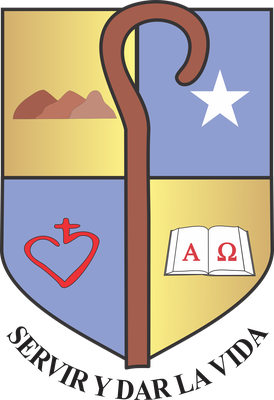 Α Ω
SERVIR Y DAR LA VIDA